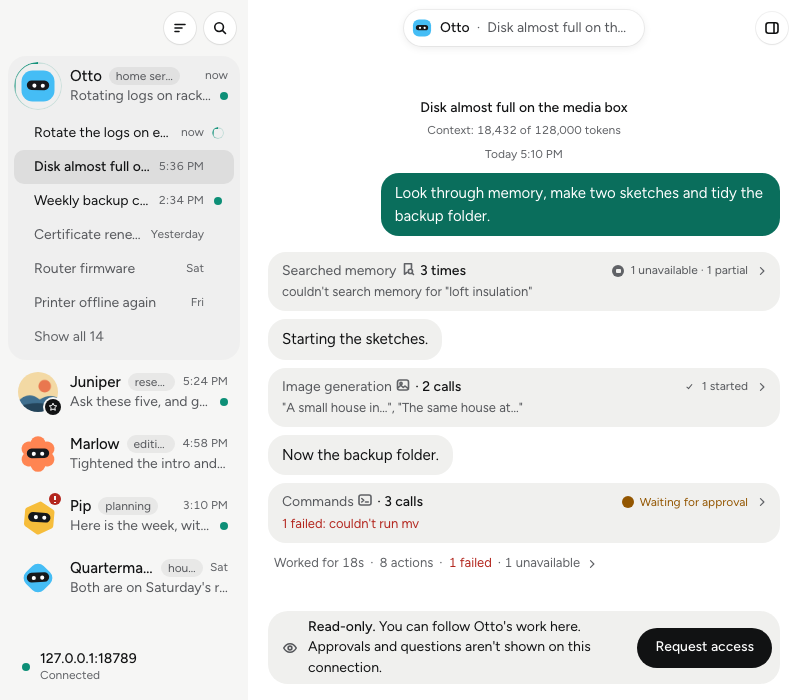 Otto home ser... now
Rotating logs on rack...
Rotate the logs on e... now
Disk almost full o... 5:36 PM
Weekly backup c... 2:34 PM
Certificate rene... Yesterday
Router firmware Sat
Printer offline again Fri
Show all 14
Juniper rese... 5:24 PM
Ask these five, and g...
Marlow editi... 4:58 PM
Tightened the intro and...
Pip planning 3:10 PM
Here is the week, wit...
Quarterma... hou... Sat
Both are on Saturday's r...
127.0.0.1:18789
Connected
Otto · Disk almost full on th...
Disk almost full on the media box
Context: 18,432 of 128,000 tokens
Today 5:10 PM
Look through memory, make two sketches and tidy the
backup folder.
Searched memory 3 times 1 unavailable · 1 partial
couldn't search memory for "loft insulation"
Starting the sketches.
Image generation · 2 calls 1 started
"A small house in...", "The same house at..."
Now the backup folder.
Commands · 3 calls Waiting for approval
1 failed: couldn't run mv
Worked for 18s · 8 actions · 1 failed · 1 unavailable
Read-only. You can follow Otto's work here.
Approvals and questions aren't shown on this
connection.
Request access